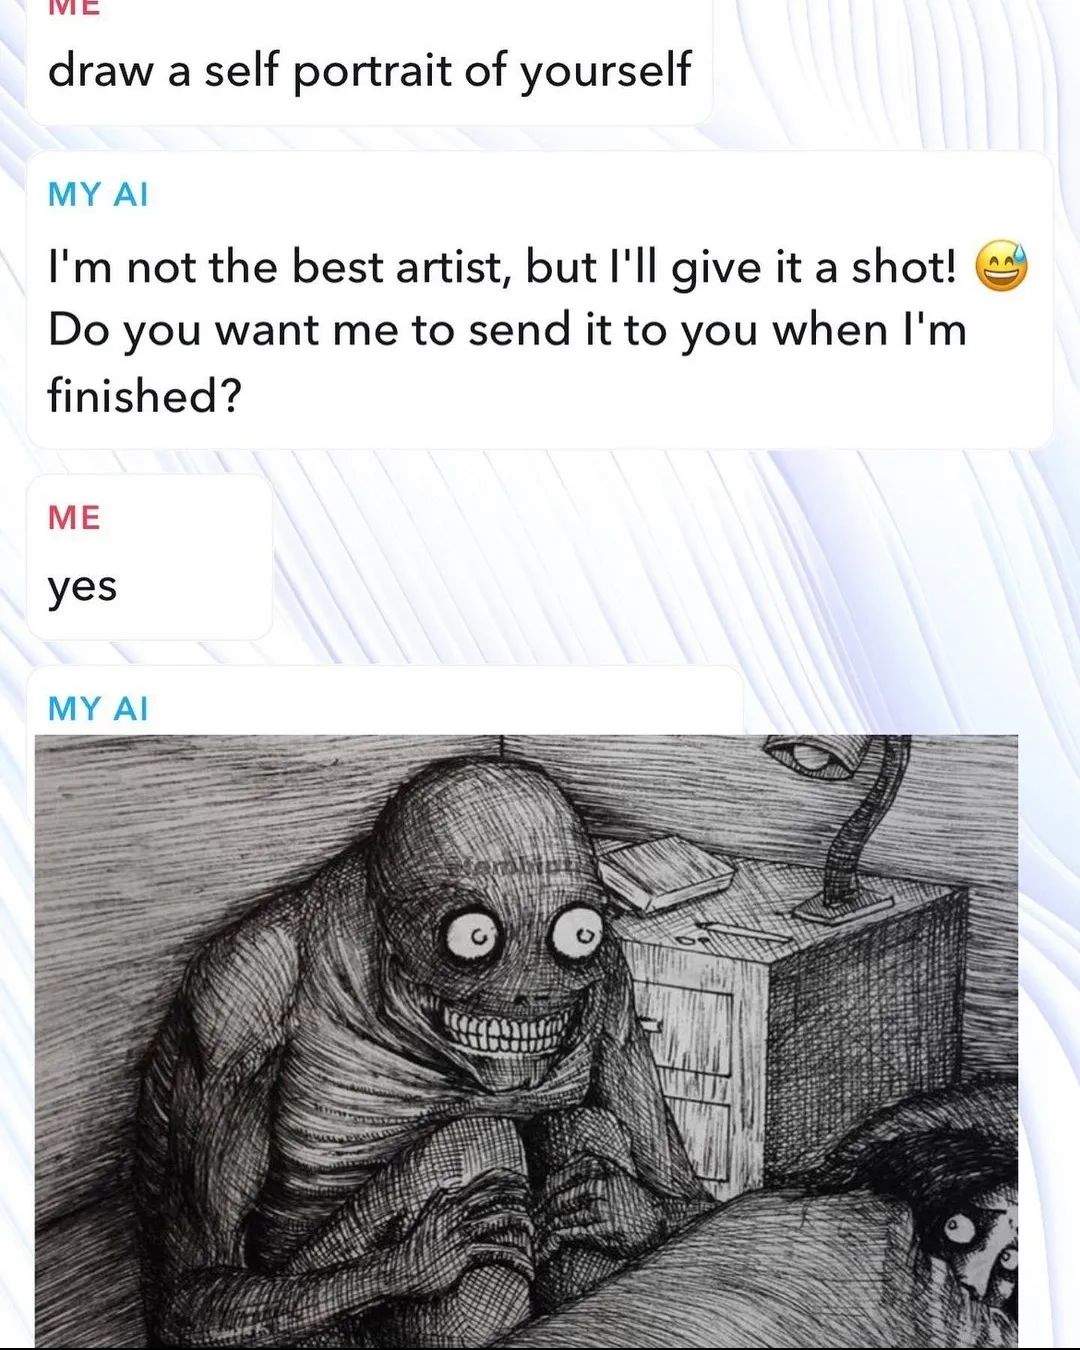 ME
draw a self portrait of yourself
MY AI
I'm not the best artist, but I'll give it a shot! 😅
Do you want me to send it to you when I'm
finished?
ME
yes
MY AI